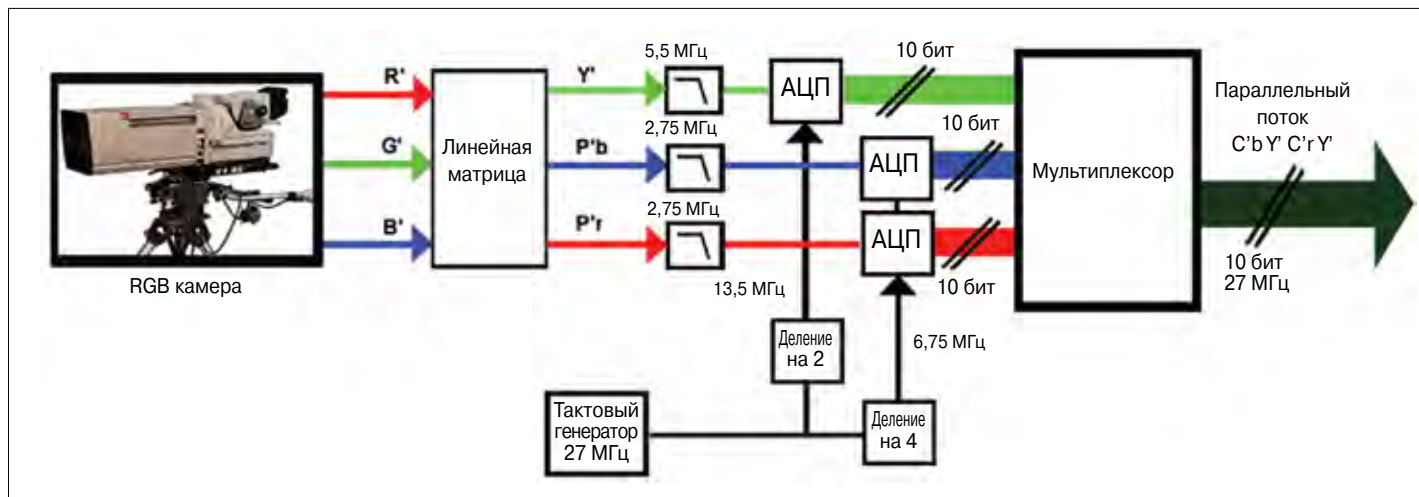 R'
G'
B'
RGB камера
Линейная
матрица
Y'
P'b
P'r
5,5 МГц
2,75 МГц
2,75 МГц
АЦП
АЦП
АЦП
10 бит
10 бит
10 бит
13,5 МГц
6,75 МГц
Деление
на 2
Деление
на 4
Тактовый
генератор
27 МГц
Мультиплексор
Параллельный
поток
C'b Y' C'r Y'
10 бит
27 МГц